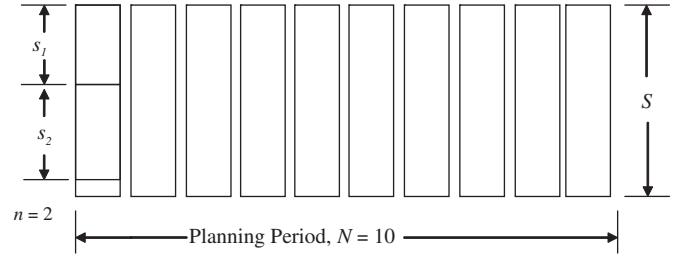 s₁
s₂
S
n = 2
Planning Period, N = 10